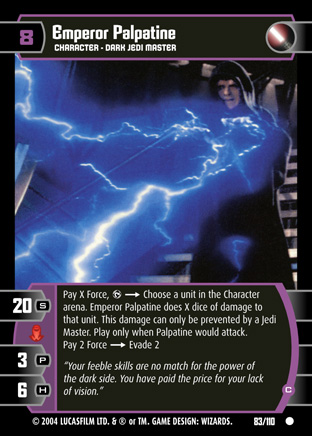 8
Emperor Palpatine
CHARACTER • DARK JEDI MASTER
20 S
3 P
6 H
Pay X Force, → Choose a unit in the Character
arena. Emperor Palpatine does X dice of damage to
that unit. This damage can only be prevented by a Jedi
Master. Play only when Palpatine would attack.
Pay 2 Force → Evade 2
"Your feeble skills are no match for the power of
the dark side. You have paid the price for your lack
of vision."
C
© 2004 LUCASFILM LTD. & ® or TM. GAME DESIGN: WIZARDS. 83/110